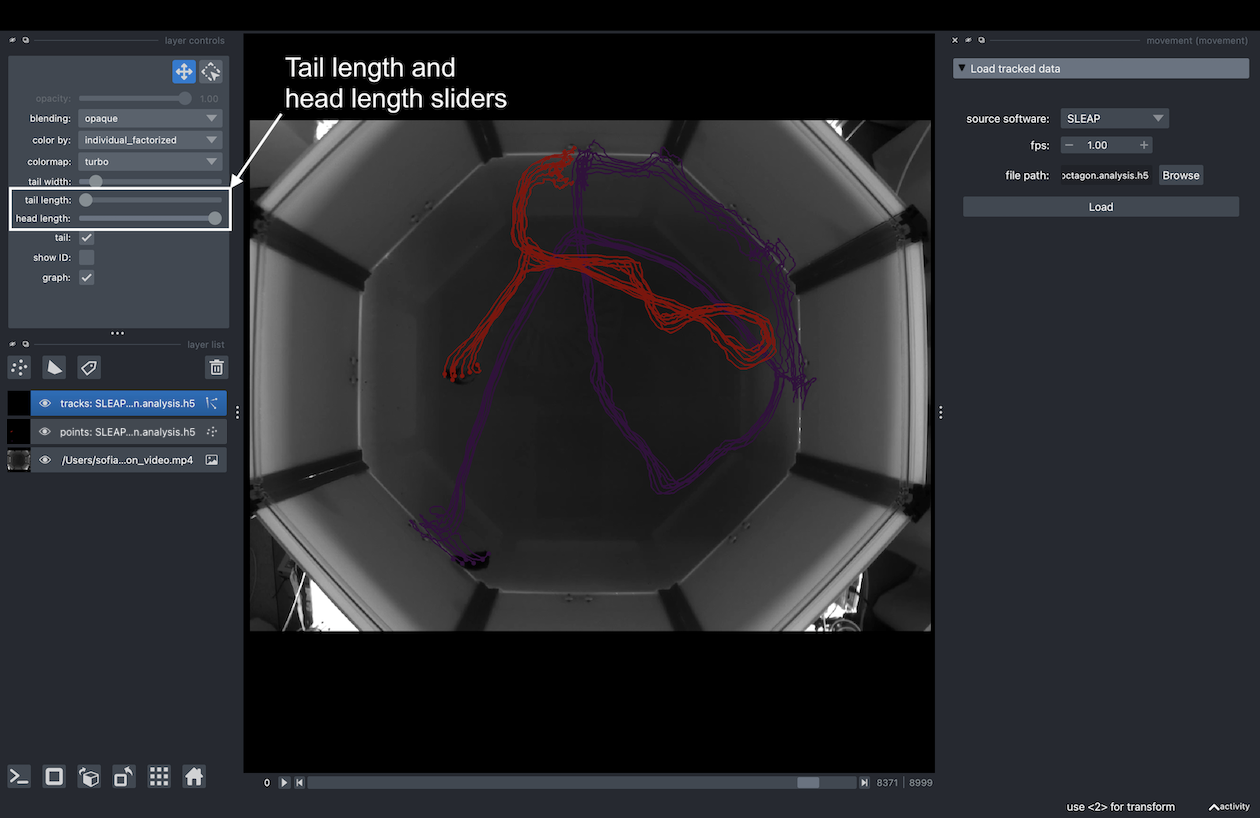 layer controls
movement (movement)
Tail length and
head length sliders
opacity: 1.00
blending: opaque
color by: individual_factorized
colormap: turbo
tail width:
tail length:
head length:
tail:
show ID:
graph:
layer list
tracks: SLEAP...n.analysis.h5
points: SLEAP...n.analysis.h5
/Users/sofia...on_video.mp4
Load tracked data
source software: SLEAP
fps: 1.00
file path: octagon.analysis.h5 Browse
Load
0 8371 8999
use <2> for transform activity